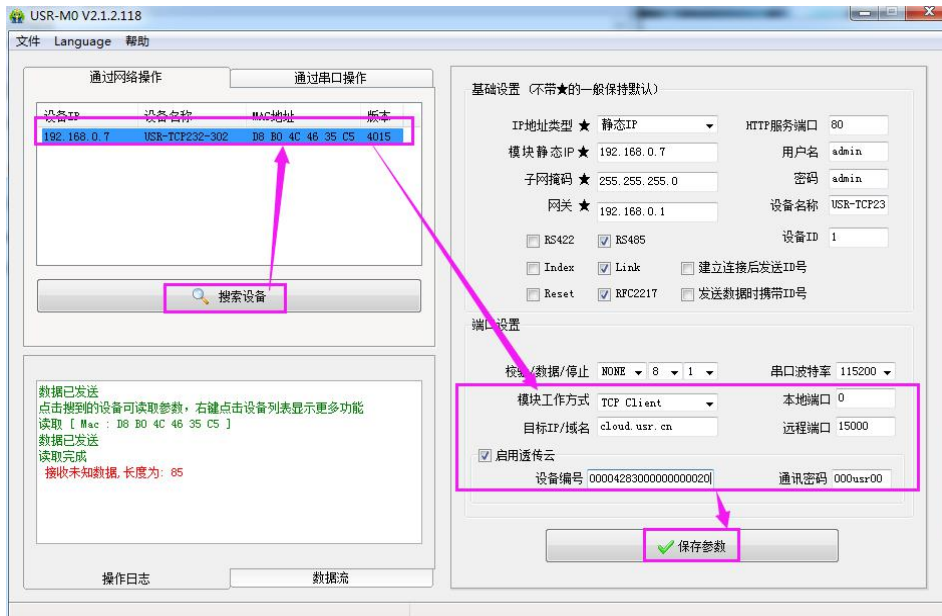 USR-M0 V2.1.2.118
文件 Language 帮助
通过网络操作 通过串口操作
设备IP 设备名称 MAC地址 版本
192.168.0.7 USR-TCP232-302 D8 B0 4C 46 35 C5 4015
搜索设备
数据已发送
点击搜到的设备可读取参数，右键点击设备列表显示更多功能
读取 [ Mac : D8 B0 4C 46 35 C5 ]
数据已发送
读取完成
接收未知数据,长度为: 85
操作日志 数据流
基础设置 (不带★的一般保持默认)
IP地址类型 ★ 静态IP HTTP服务端口 80
模块静态IP★ 192.168.0.7 用户名 admin
子网掩码 ★ 255.255.255.0 密码 admin
网关 ★ 192.168.0.1 设备名称 USR-TCP23
RS422 RS485 设备ID 1
Index Link 建立连接后发送ID号
Reset RFC2217 发送数据时携带ID号
端口设置
校验/数据/停止 NONE 8 1 串口波特率 115200
模块工作方式 TCP Client 本地端口 0
目标IP/域名 cloud.usr.cn 远程端口 15000
启用透传云
设备编号 00004283000000000020 通讯密码 000usr00
保存参数